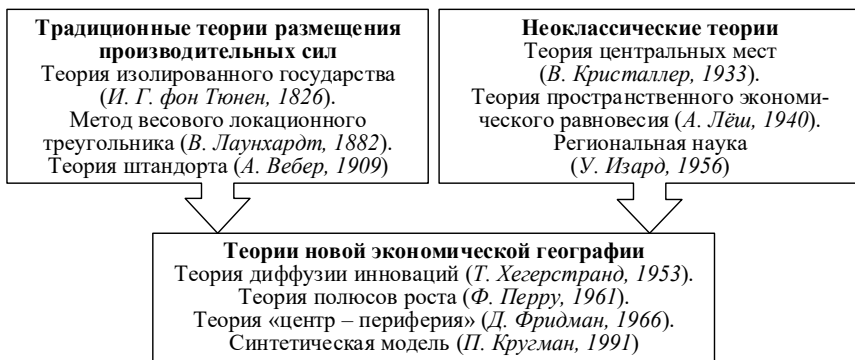 Традиционные теории размещения
производительных сил
Теория изолированного государства
(И. Г. фон Тюнен, 1826).
Метод весового локационного
треугольника (В. Лаунхардт, 1882).
Теория штандорта (А. Вебер, 1909)
Неоклассические теории
Теория центральных мест
(В. Кристаллер, 1933).
Теория пространственного экономи-
ческого равновесия (А. Лёш, 1940).
Региональная наука
(У. Изард, 1956)
Теории новой экономической географии
Теория диффузии инноваций (Т. Хегерстранд, 1953).
Теория полюсов роста (Ф. Перру, 1961).
Теория «центр – периферия» (Д. Фридман, 1966).
Синтетическая модель (П. Кругман, 1991)